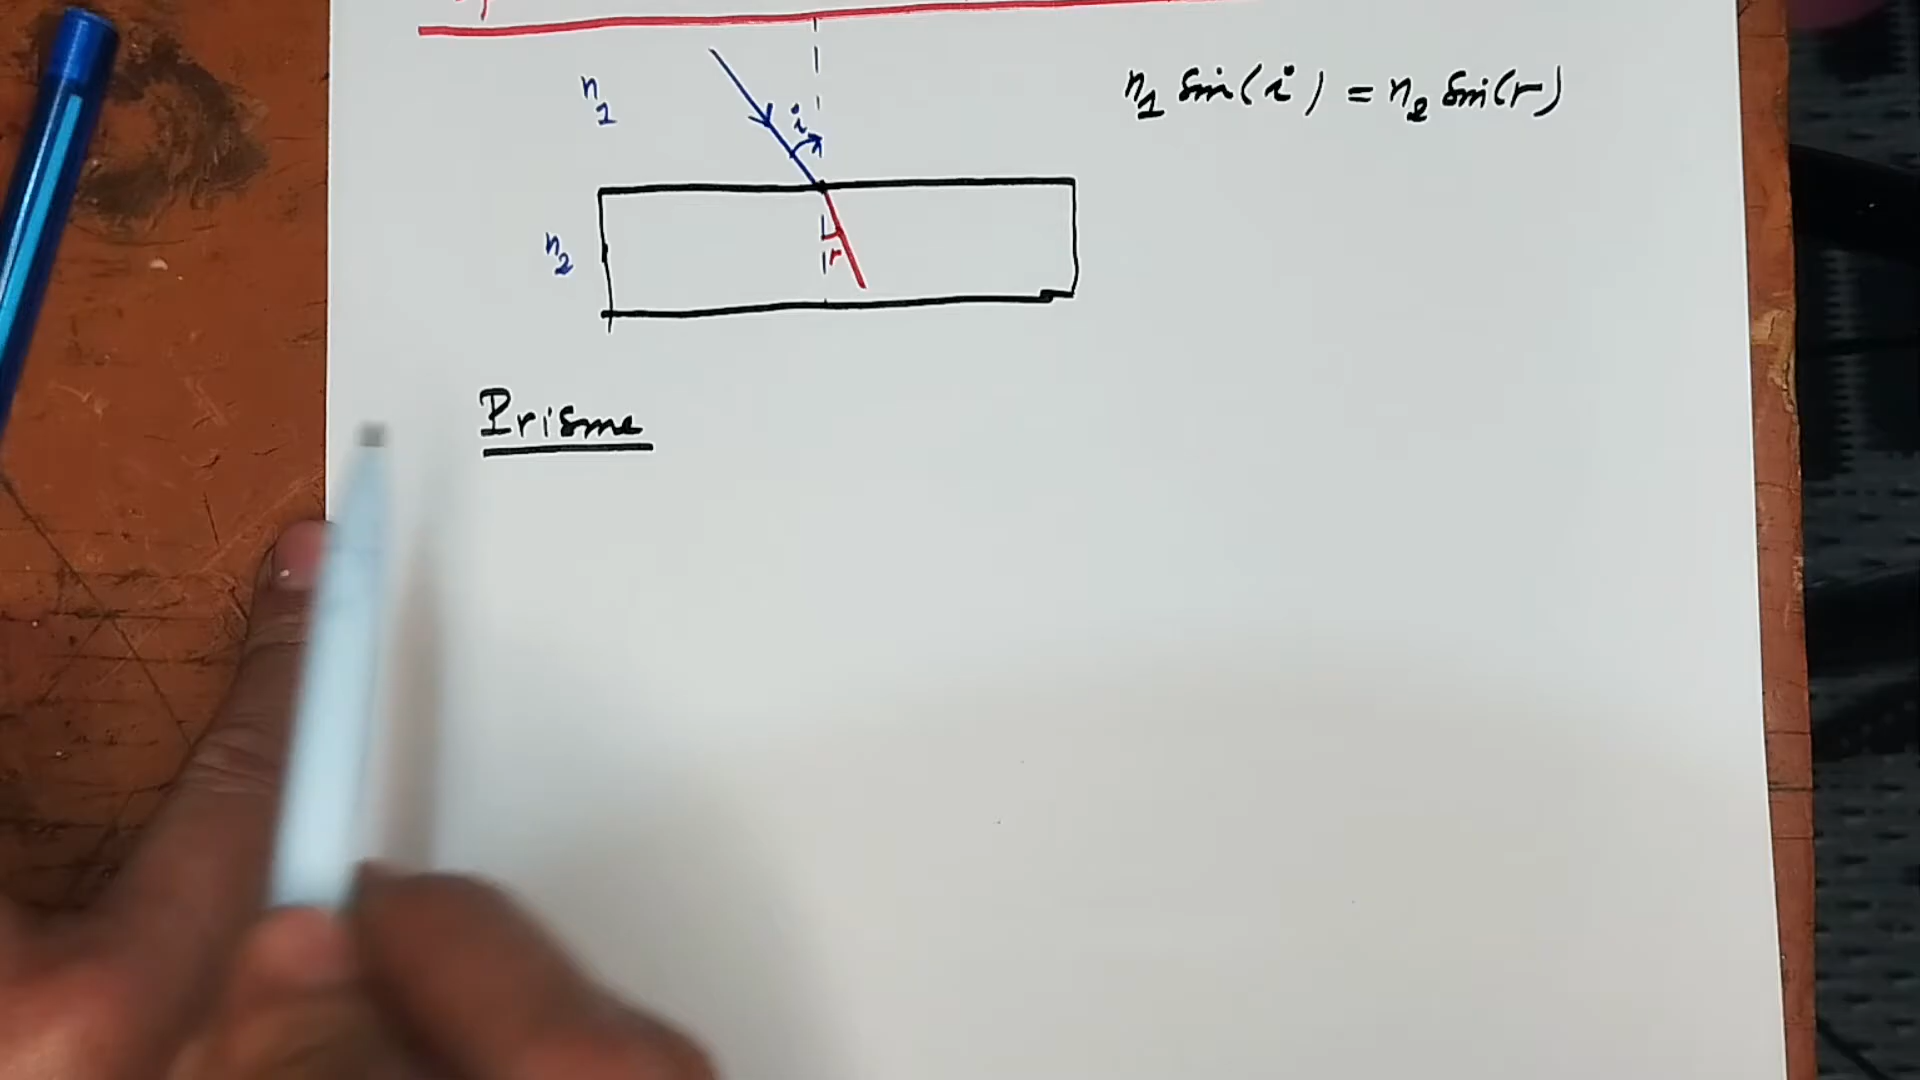 n₁ sin(i) = n₂ sin(r)
n₁
i
n₂
r
Prisme